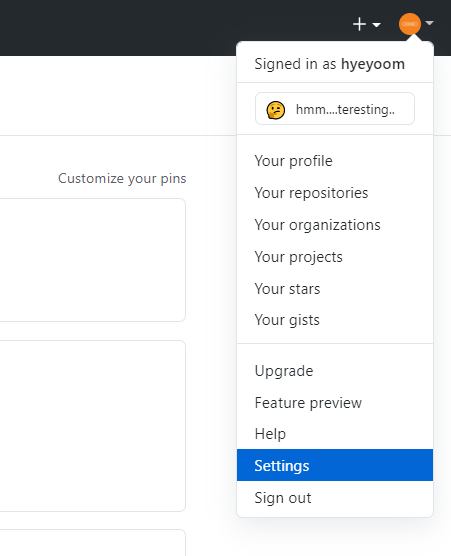 Signed in as hyeyoom
hmm....teresting..
Customize your pins
Your profile
Your repositories
Your organizations
Your projects
Your stars
Your gists
Upgrade
Feature preview
Help
Settings
Sign out